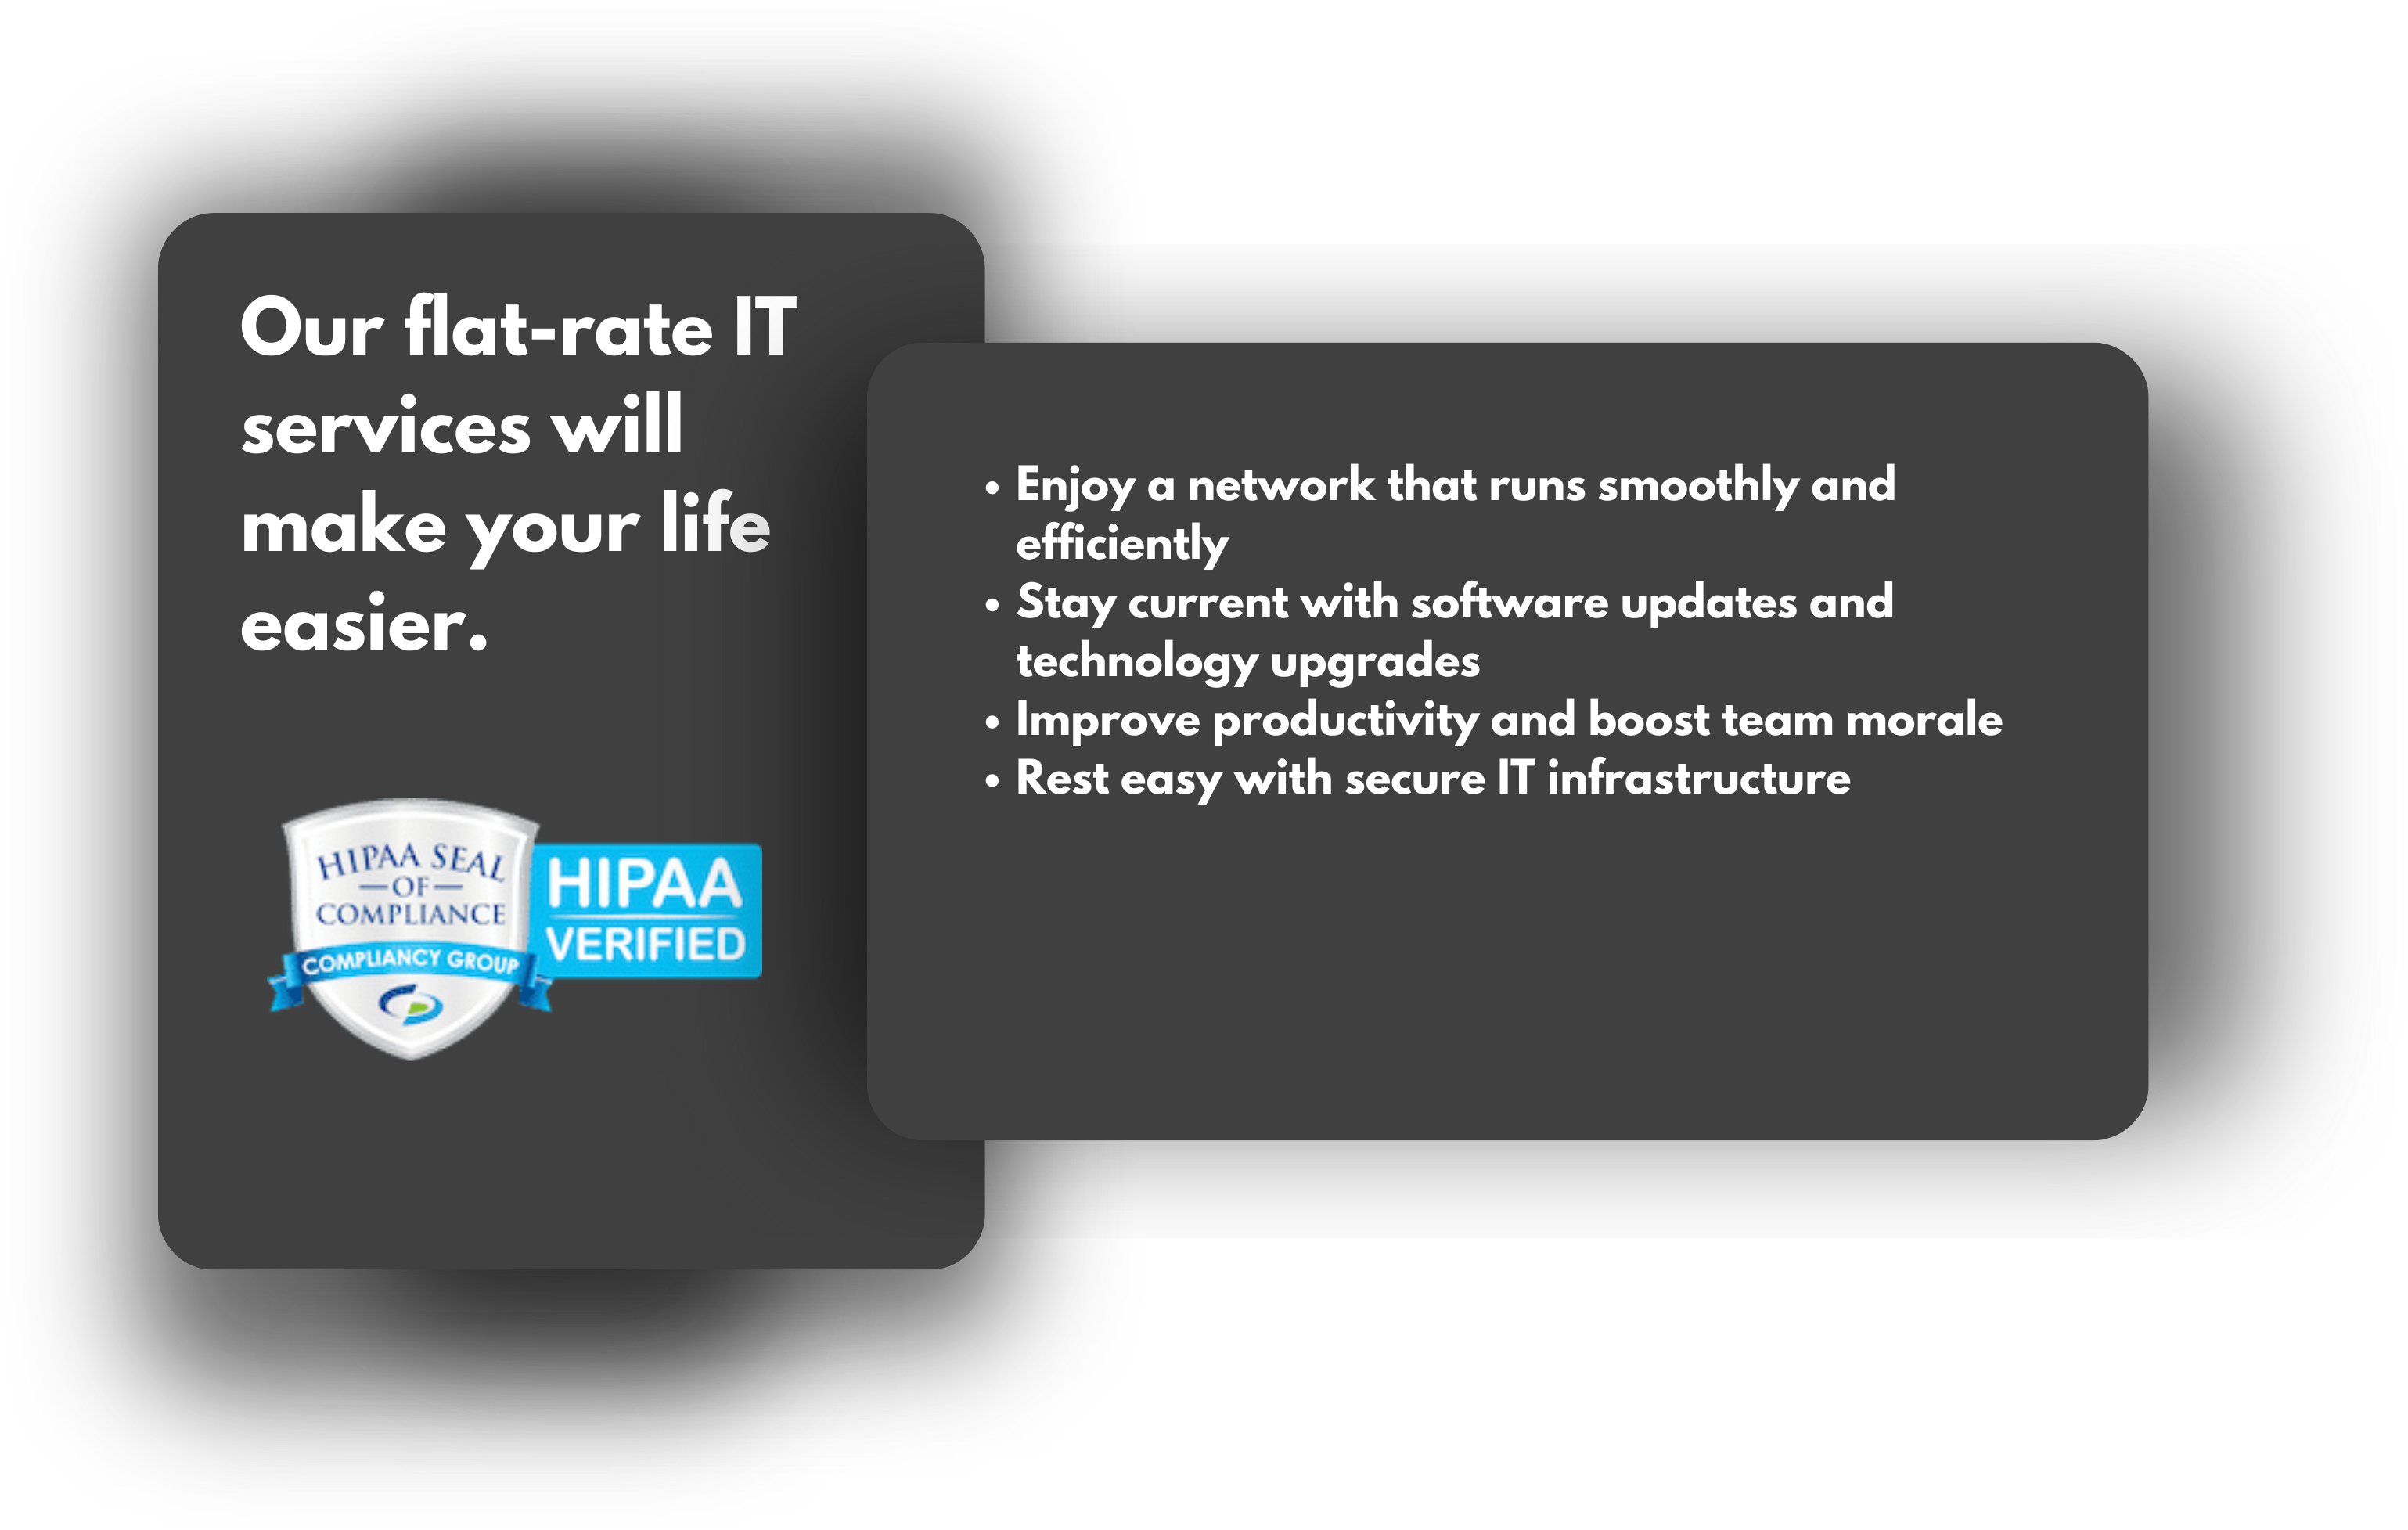 Our flat-rate IT
services will
make your life
easier.
HIPAA SEAL
OF
COMPLIANCE
COMPLIANCY GROUP
HIPAA
VERIFIED
• Enjoy a network that runs smoothly and
efficiently
• Stay current with software updates and
technology upgrades
• Improve productivity and boost team morale
• Rest easy with secure IT infrastructure